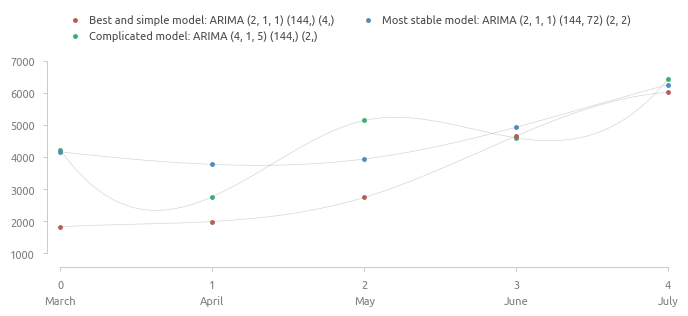 Best and simple model: ARIMA (2, 1, 1) (144,) (4,)
Most stable model: ARIMA (2, 1, 1) (144, 72) (2, 2)
Complicated model: ARIMA (4, 1, 5) (144,) (2,)
7000
6000
5000
4000
3000
2000
1000
0 1 2 3 4
March April May June July